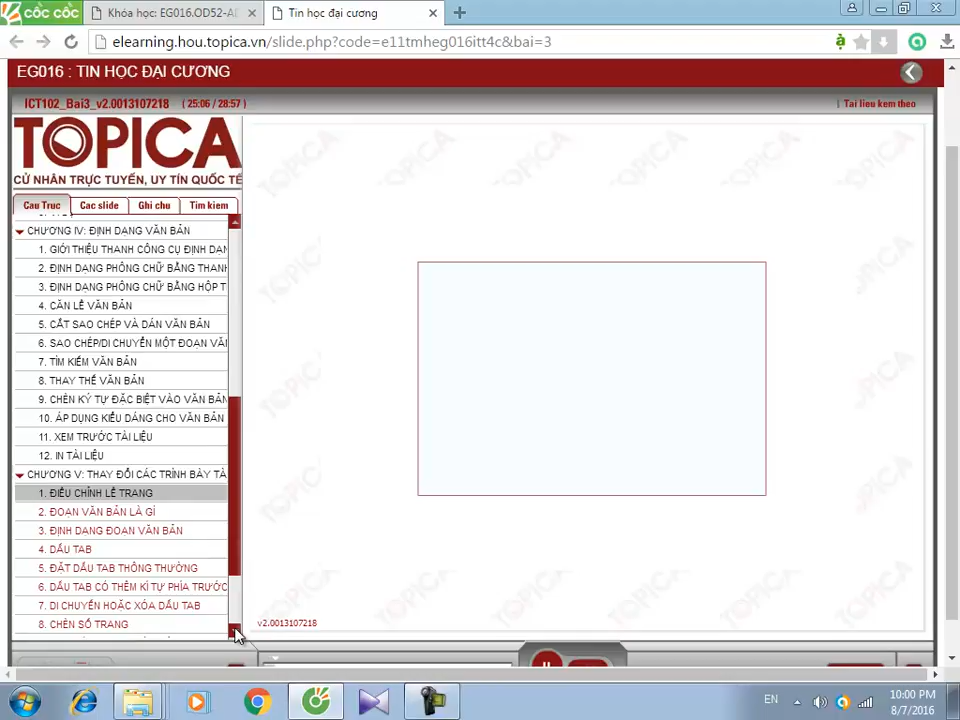 cốc cốc
Khóa học: EG016.OD52-AD
Tin học đại cương
elearning.hou.topica.vn/slide.php?code=e11tmheg016itt4c&bai=3
EG016 : TIN HỌC ĐẠI CƯƠNG
ICT102_Bai3_v2.0013107218 ( 25:06 / 28:57 )
Tai lieu kem theo
TOPICA
CỬ NHÂN TRỰC TUYẾN, UY TÍN QUỐC TẾ
Cau Truc Cac slide Ghi chu Tim kiem
CHƯƠNG IV: ĐỊNH DẠNG VĂN BẢN
1. GIỚI THIỆU THANH CÔNG CỤ ĐỊNH DẠN
2. ĐỊNH DẠNG PHÔNG CHỮ BẰNG THANH
3. ĐỊNH DẠNG PHÔNG CHỮ BẰNG HỘP T
4. CĂN LỀ VĂN BẢN
5. CẮT SAO CHÉP VÀ DÁN VĂN BẢN
6. SAO CHÉP/DI CHUYỂN MỘT ĐOẠN VĂN
7. TÌM KIẾM VĂN BẢN
8. THAY THẾ VĂN BẢN
9. CHÈN KÝ TỰ ĐẶC BIỆT VÀO VĂN BẢN
10. ÁP DỤNG KIỂU DÁNG CHO VĂN BẢN
11. XEM TRƯỚC TÀI LIỆU
12. IN TÀI LIỆU
CHƯƠNG V: THAY ĐỔI CÁC TRÌNH BÀY TÀ
1. ĐIỀU CHỈNH LỀ TRANG
2. ĐOẠN VĂN BẢN LÀ GÌ
3. ĐỊNH DẠNG ĐOẠN VĂN BẢN
4. DẤU TAB
5. ĐẶT DẤU TAB THÔNG THƯỜNG
6. DẤU TAB CÓ THÊM KÍ TỰ PHÍA TRƯỚC
7. DI CHUYỂN HOẶC XÓA DẤU TAB
8. CHÈN SỐ TRANG
v2.0013107218
EN
10:00 PM
8/7/2016